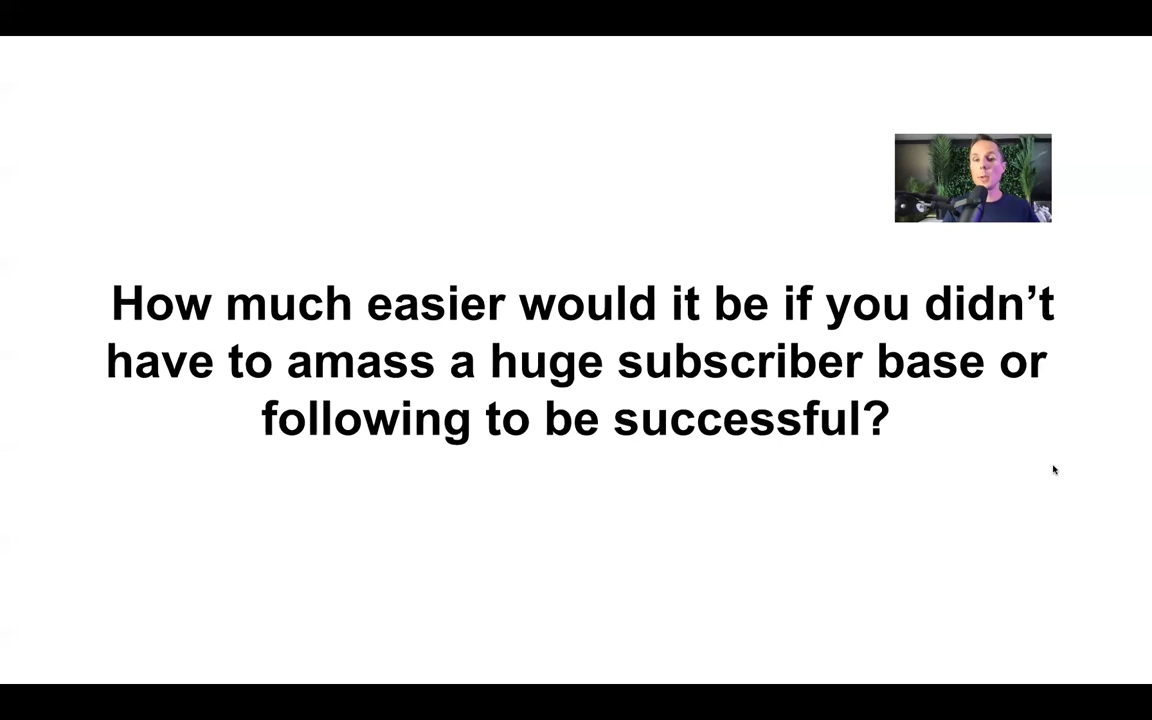 How much easier would it be if you didn’t
have to amass a huge subscriber base or
following to be successful?